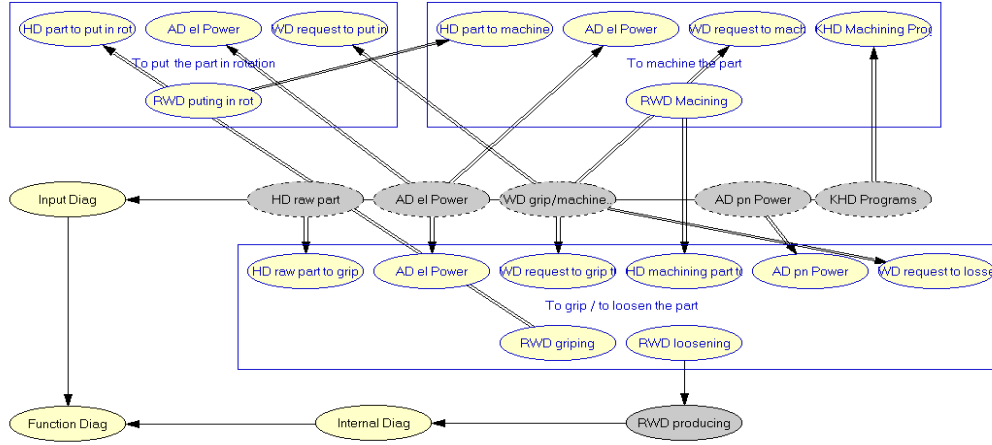 HD part to put in rot
AD el Power
WD request to put in
HD part to machine
AD el Power
WD request to mach
KHD Machining Prog
To put the part in rotation
To machine the part
RWD puting in rot
RWD Macining
Input Diag
HD raw part
AD el Power
WD grip/machine..
AD pn Power
KHD Programs
HD raw part to grip
AD el Power
WD request to grip t
HD machining part to
AD pn Power
WD request to loose
To grip / to loosen the part
RWD griping
RWD loosening
Function Diag
Internal Diag
RWD producing